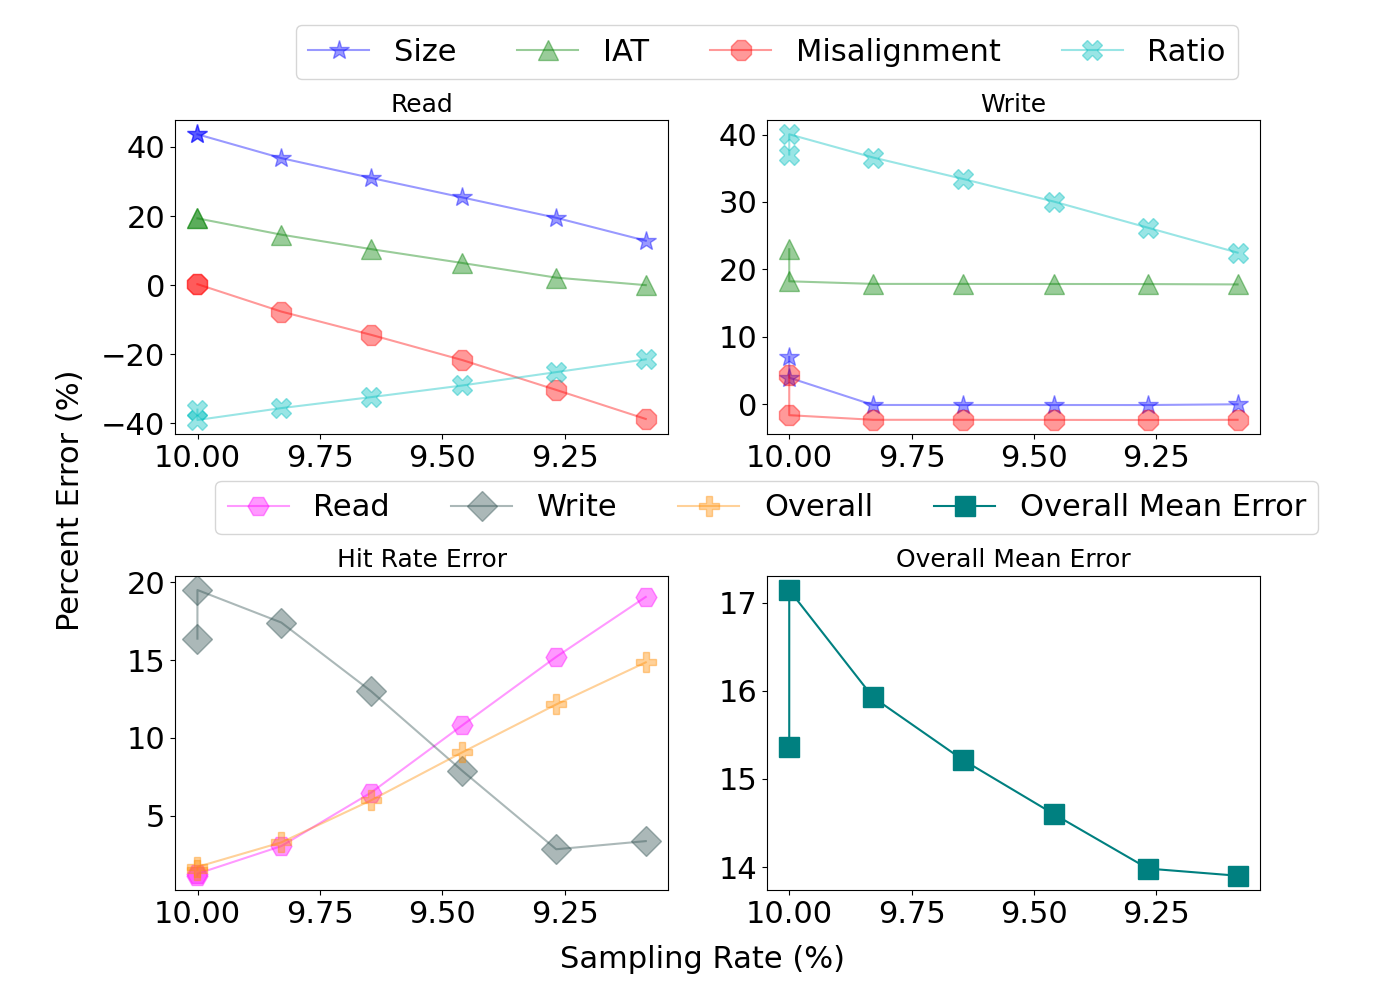 Size IAT Misalignment Ratio
Read Write
40
20
0
−20
−40
10.00 9.75 9.50 9.25
40
30
20
10
0
10.00 9.75 9.50 9.25
Percent Error (%)
Read Write Overall Overall Mean Error
Hit Rate Error Overall Mean Error
20
15
10
5
10.00 9.75 9.50 9.25
17
16
15
14
10.00 9.75 9.50 9.25
Sampling Rate (%)